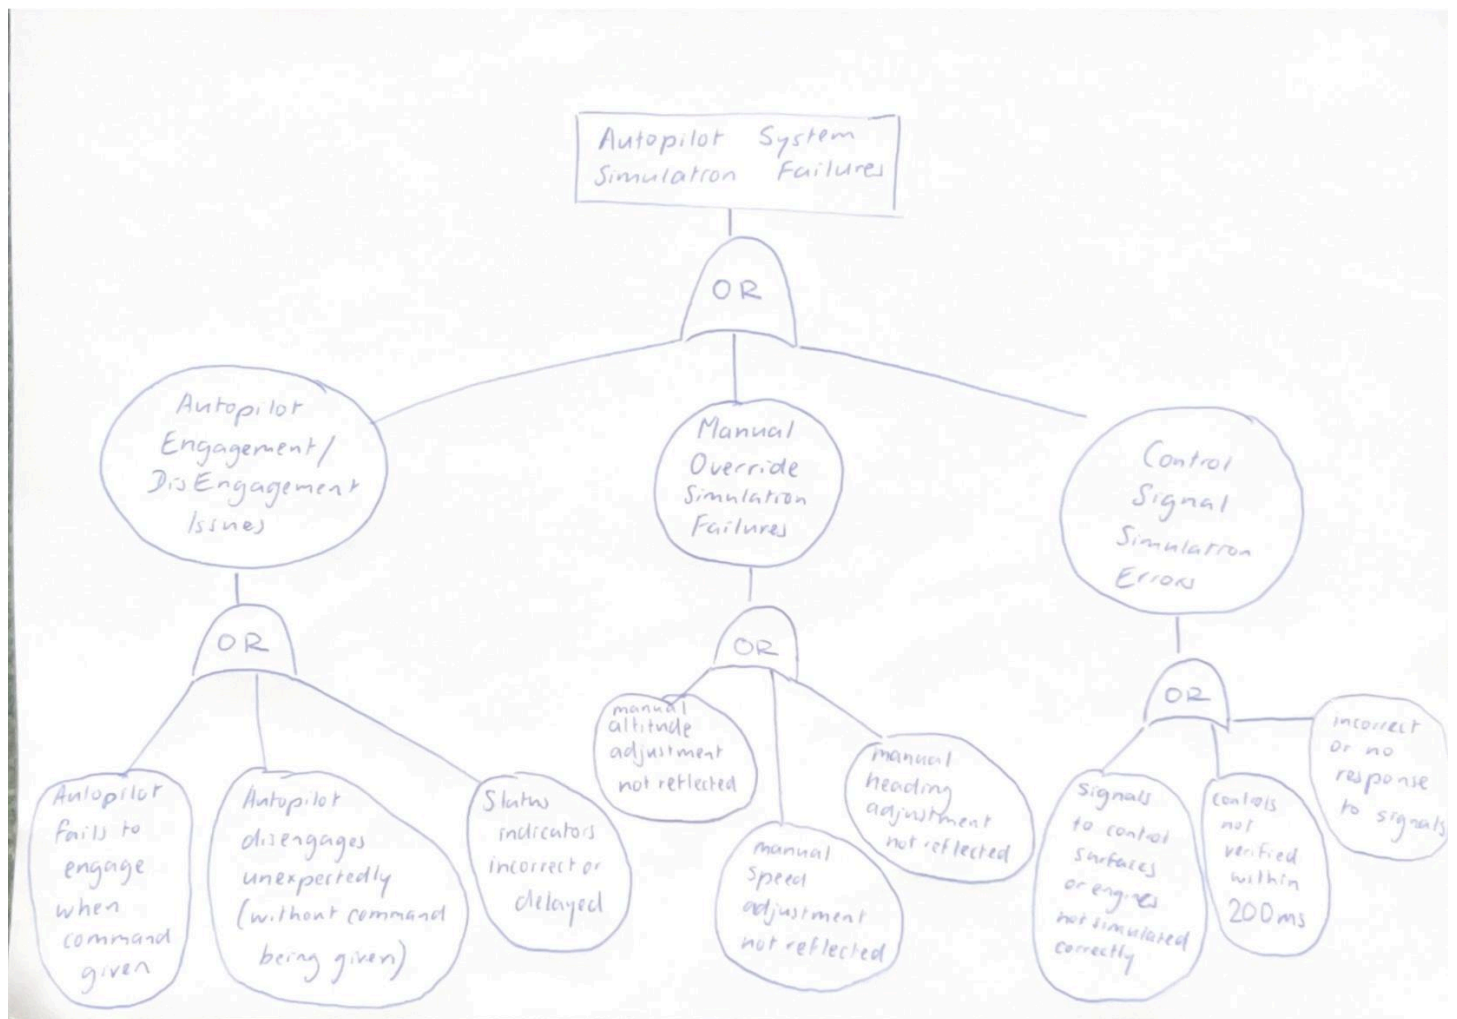 Autopilot System
Simulation Failures
OR
Autopilot
Engagement/
DisEngagement
Issues
Manual
Override
Simulation
Failures
Control
Signal
Simulation
Errors
OR
OR
OR
Autopilot
fails to
engage
when
command
given
Autopilot
disengages
unexpectedly
(without command
being given)
Status
indicators
incorrect or
delayed
manual
altitude
adjustment
not reflected
manual
speed
adjustment
not reflected
manual
heading
adjustment
not reflected
signals
to control
surfaces
or engines
not simulated
correctly
controls
not
verified
within
200ms
incorrect
or no
response
to signals